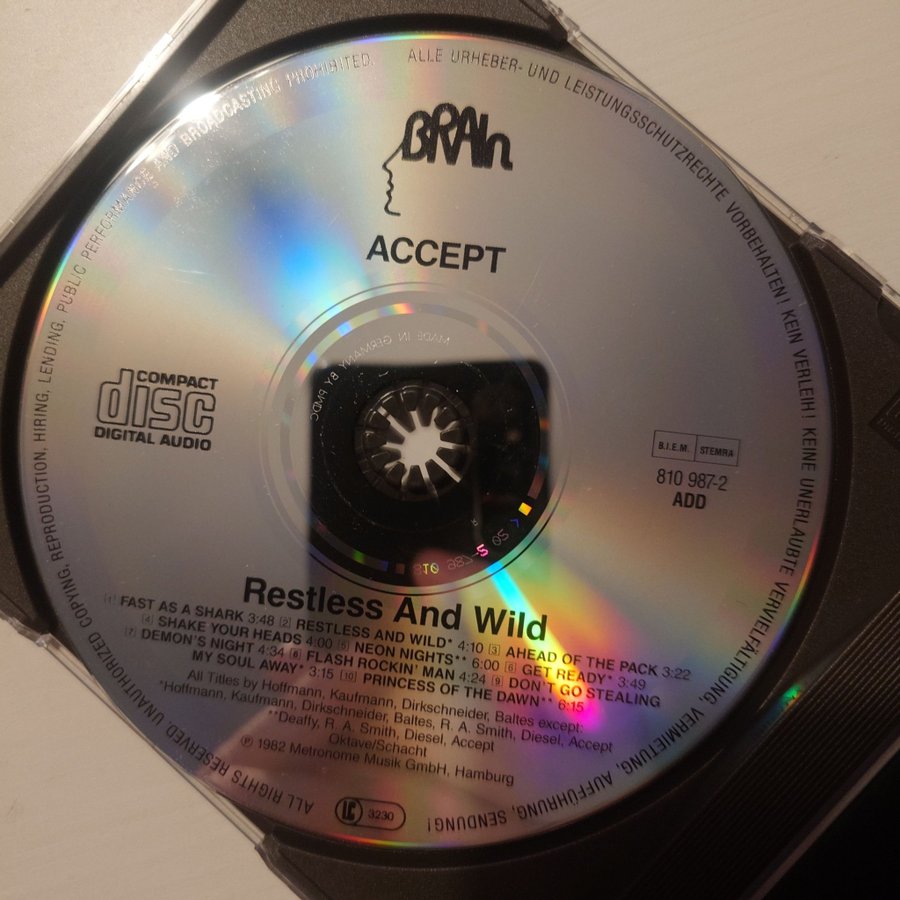 BRAIn
ACCEPT
COMPACT
disc
DIGITAL AUDIO
B.I.E.M. STEMRA
810 987-2
ADD
MADE IN GERMANY BY PMDC
Restless And Wild
[1] FAST AS A SHARK 3:48 [2] RESTLESS AND WILD* 4:10 [3] AHEAD OF THE PACK 3:22
[4] SHAKE YOUR HEADS 4:00 [5] NEON NIGHTS** 6:00 [6] GET READY* 3:49
[7] DEMON'S NIGHT 4:34 [8] FLASH ROCKIN' MAN 4:24 [9] DON'T GO STEALING
MY SOUL AWAY* 3:15 [10] PRINCESS OF THE DAWN** 6:15
All Titles by Hoffmann, Kaufmann, Dirkschneider, Baltes except:
*Hoffmann, Kaufmann, Dirkschneider, Baltes, R. A. Smith, Diesel, Accept
**Deaffy, R. A. Smith, Diesel, Accept
Oktave/Schacht
℗ 1982 Metronome Musik GmbH, Hamburg
LC 3230
ALL RIGHTS RESERVED. UNAUTHORIZED COPYING, REPRODUCTION, HIRING, LENDING, PUBLIC PERFORMANCE AND BROADCASTING PROHIBITED.
ALLE URHEBER- UND LEISTUNGSSCHUTZRECHTE VORBEHALTEN! KEIN VERLEIH! KEINE UNERLAUBTE VERVIELFÄLTIGUNG, VERMIETUNG, AUFFÜHRUNG, SENDUNG!